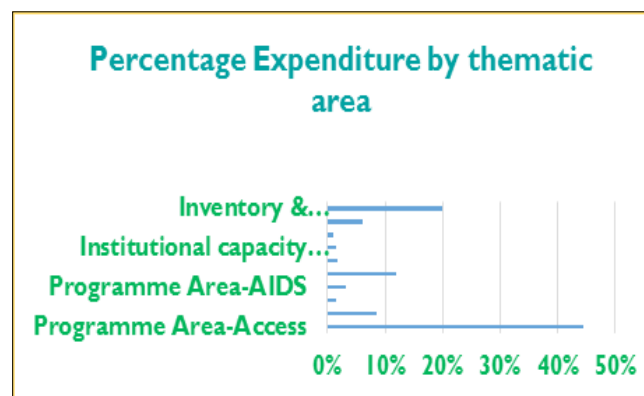 Percentage Expenditure by thematic
area
Inventory &...
Institutional capacity...
Programme Area-AIDS
Programme Area-Access
0% 10% 20% 30% 40% 50%